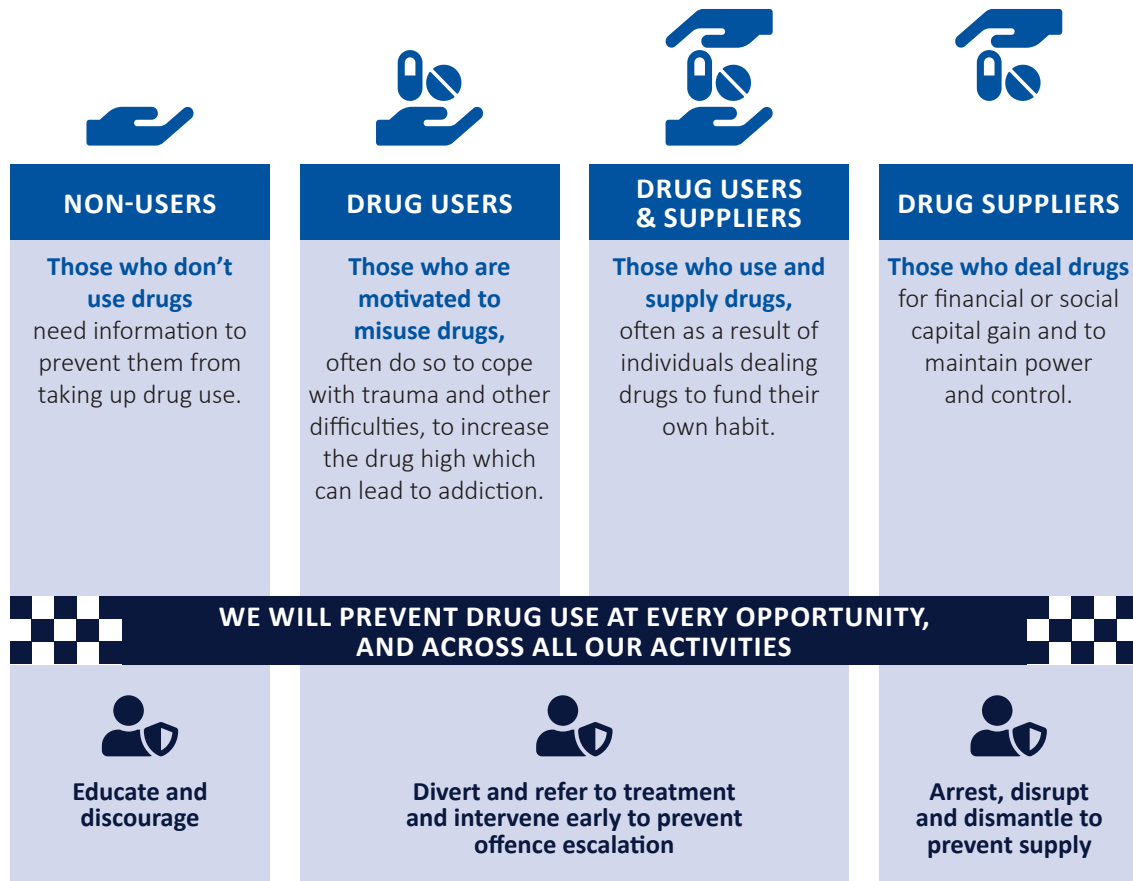 NON-USERS
Those who don't
use drugs
need information to
prevent them from
taking up drug use.
DRUG USERS
Those who are
motivated to
misuse drugs,
often do so to cope
with trauma and other
difficulties, to increase
the drug high which
can lead to addiction.
DRUG USERS
& SUPPLIERS
Those who use and
supply drugs,
often as a result of
individuals dealing
drugs to fund their
own habit.
DRUG SUPPLIERS
Those who deal drugs
for financial or social
capital gain and to
maintain power
and control.
WE WILL PREVENT DRUG USE AT EVERY OPPORTUNITY,
AND ACROSS ALL OUR ACTIVITIES
Educate and
discourage
Divert and refer to treatment
and intervene early to prevent
offence escalation
Arrest, disrupt
and dismantle to
prevent supply